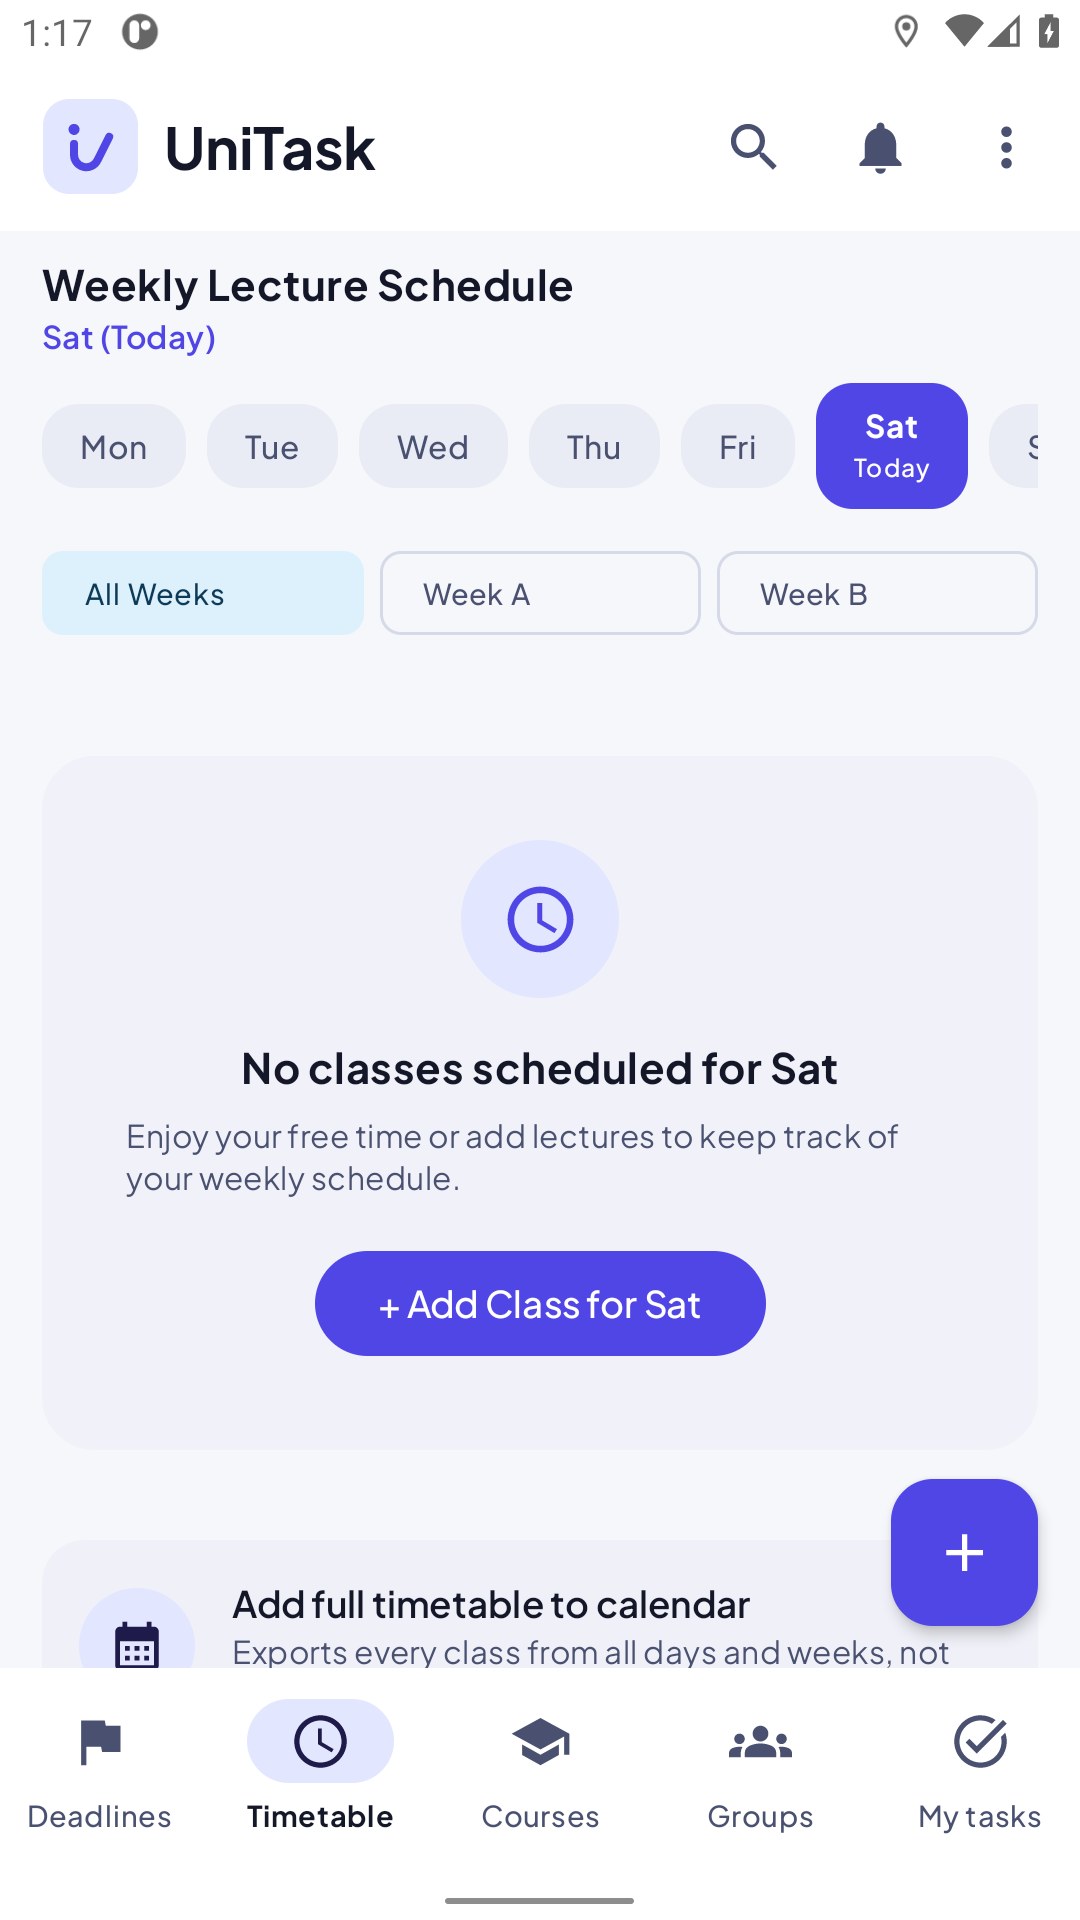 1:17
UniTask
Weekly Lecture Schedule
Sat (Today)
Mon
Tue
Wed
Thu
Fri
Sat
Today
S
All Weeks
Week A
Week B
No classes scheduled for Sat
Enjoy your free time or add lectures to keep track of
your weekly schedule.
+ Add Class for Sat
Add full timetable to calendar
Exports every class from all days and weeks, not
Deadlines
Timetable
Courses
Groups
My tasks